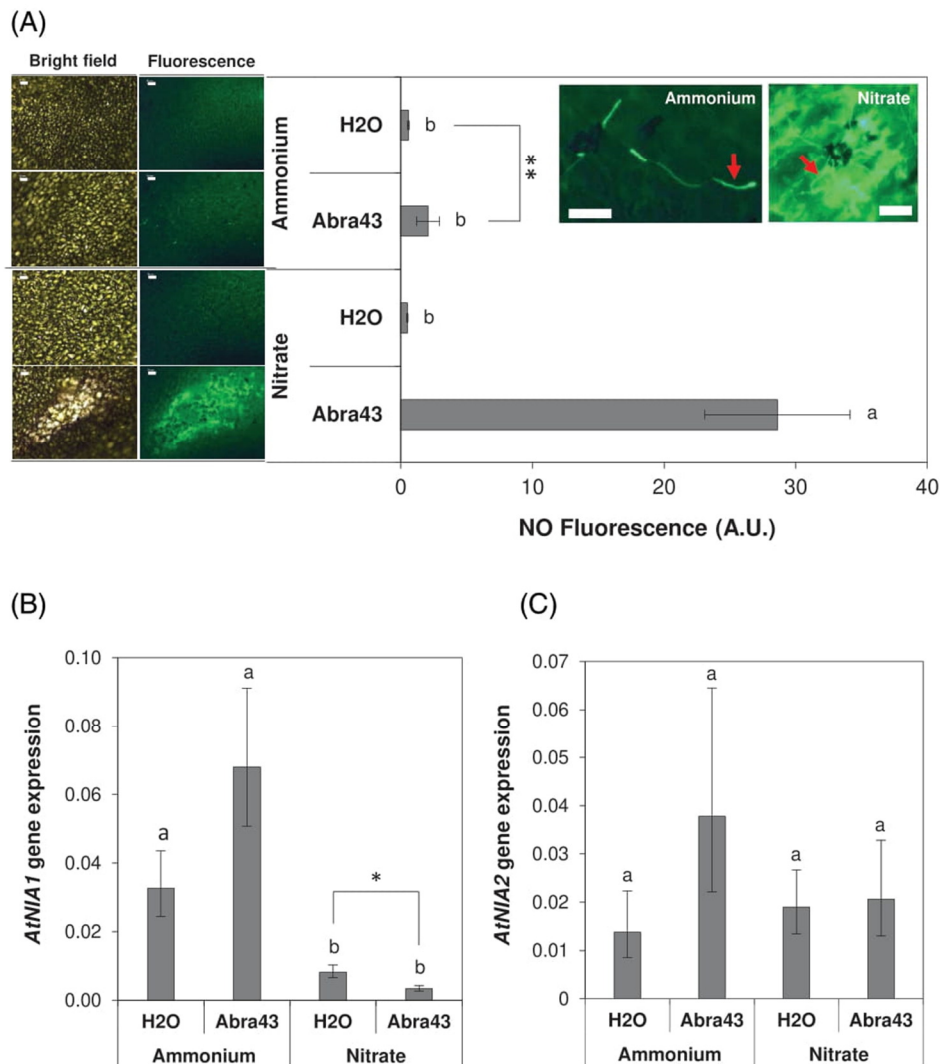 (A)
Bright field Fluorescence
Ammonium
H2O
b
**
Abra43
b
Ammonium
Nitrate
Nitrate
H2O
b
Abra43
a
0 10 20 30 40
NO Fluorescence (A.U.)
(B)
AtNIA1 gene expression
0.10
0.08
0.06
0.04
0.02
0.00
a
a
*
b
b
H2O Abra43 H2O Abra43
Ammonium Nitrate
(C)
AtNIA2 gene expression
0.07
0.06
0.05
0.04
0.03
0.02
0.01
0
a
a
a
a
H2O Abra43 H2O Abra43
Ammonium Nitrate